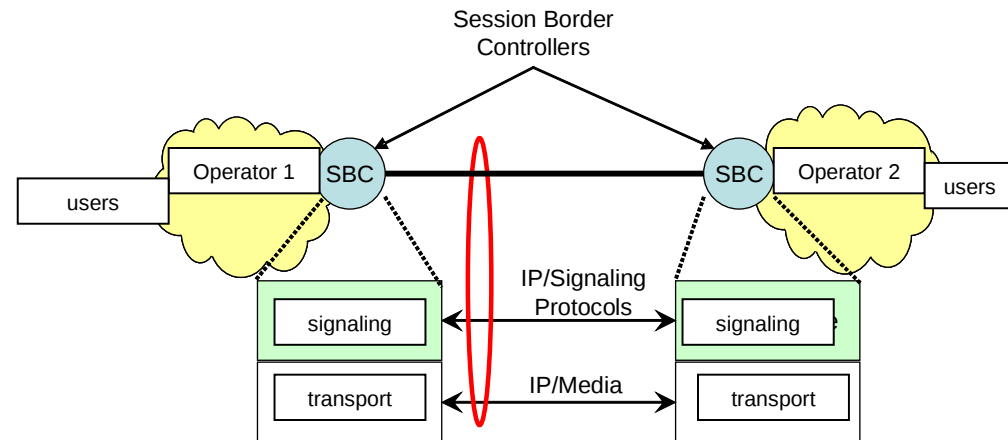 Session Border
Controllers
Operator 1
SBC
SBC
Operator 2
users
users
IP/Signaling
Protocols
signaling
signaling
IP/Media
transport
transport